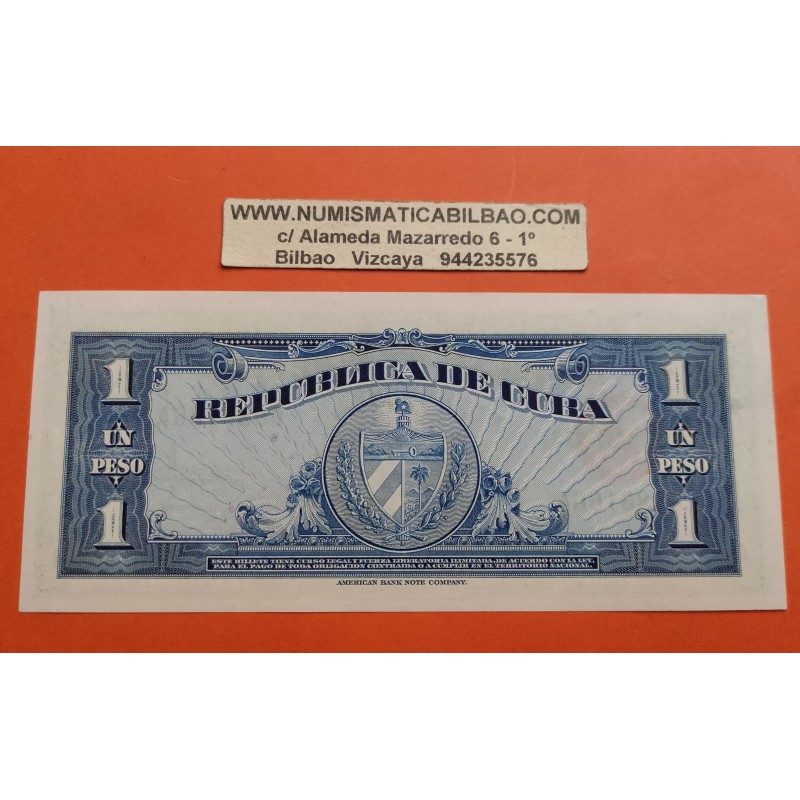 WWW.NUMISMATICABILBAO.COM
c/ Alameda Mazarredo 6 - 1º
Bilbao Vizcaya 944235576
1 1
REPUBLICA DE CUBA
UN PESO UN PESO
1 1
ESTE BILLETE TIENE CURSO LEGAL Y FUERZA LIBERATORIA ILIMITADA, DE ACUERDO CON LA LEY,
PARA EL PAGO DE TODA OBLIGACION CONTRAIDA O A CUMPLIR EN EL TERRITORIO NACIONAL.
AMERICAN BANK NOTE COMPANY.